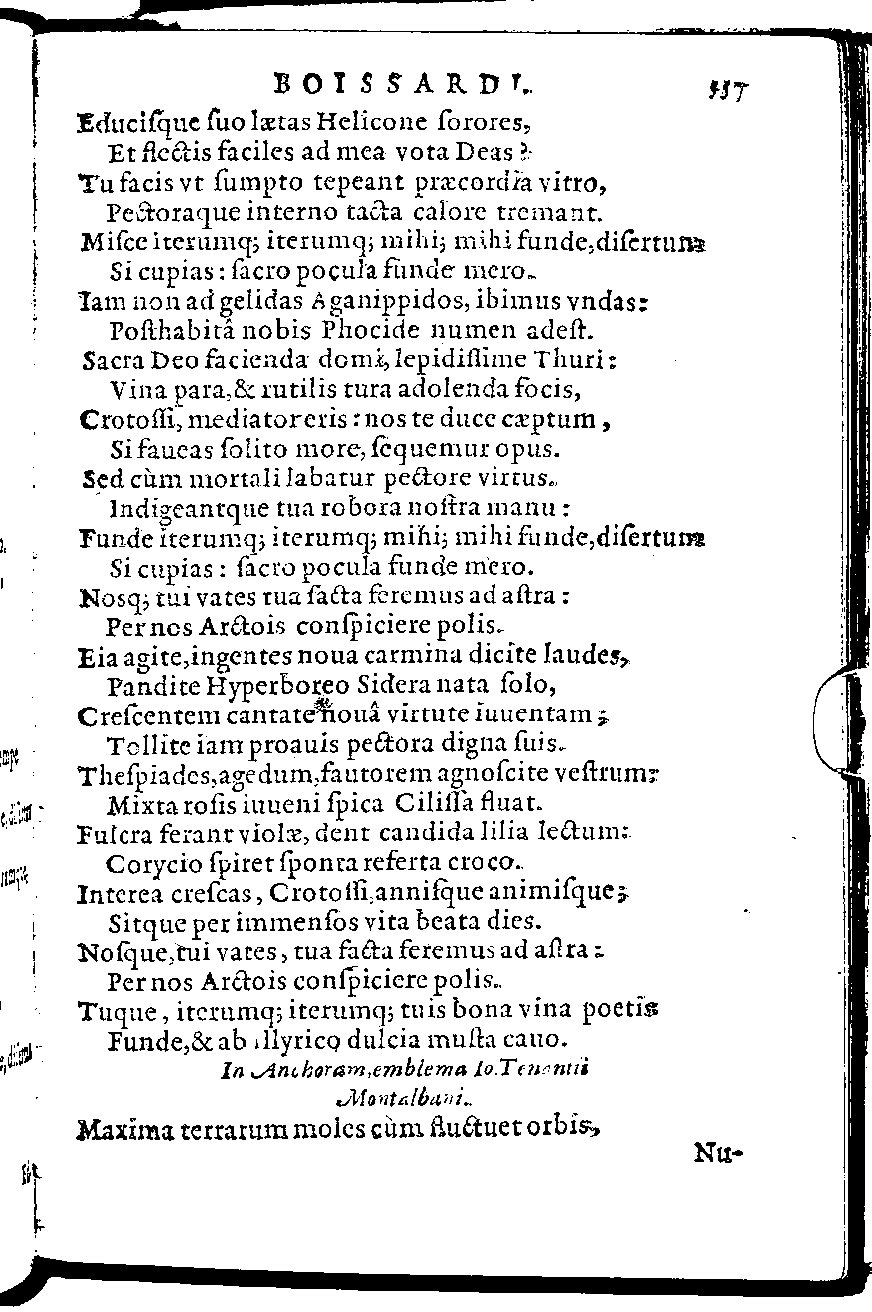 BOISSARDI. 337
Educiſque ſuo lætas Helicone ſorores,
Et flectis faciles ad mea vota Deas?
Tu facis vt ſumpto tepeant præcordia vitro,
Pectoraque interno tacta calore tremant.
Miſce iterumq; iterumq; mihi; mihi funde, diſertum
Si cupias: ſacro pocula funde mero.
Iam non ad gelidas Aganippidos, ibimus vndas:
Poſthabitâ nobis Phocide numen adeſt.
Sacra Deo facienda domi, lepidiſſime Thuri:
Vina para, & rutilis tura adolenda focis,
Crotoſſi, mediator eris: nos te duce cæptum,
Si faueas ſolito more, ſequemur opus.
Sed cùm mortali labatur pectore virtus.
Indigeantque tua robora noſtra manu:
Funde iterumq; iterumq; mihi; mihi funde, diſertum
Si cupias: ſacro pocula funde mero.
Noſq; tui vates tua facta feremus ad aſtra:
Per nos Arctois conſpiciere polis.
Eia agite, ingentes noua carmina dicite laudes,
Pandite Hyperboreo Sidera nata ſolo,
Creſcentem cantate nouâ virtute iuuentam;
Tollite iam proauis pectora digna ſuis.
Theſpiades, agedum, fautorem agnoſcite veſtrum:
Mixta roſis iuueni ſpica Ciliſſa fluat.
Fulcra ferant violæ, dent candida lilia lectum:
Corycio ſpiret ſponta referta croco.
Interea creſcas, Crotoſſi, anniſque animiſque;
Sitque per immenſos vita beata dies.
Noſque, tui vates, tua facta feremus ad aſtra:
Per nos Arctois conſpiciere polis.
Tuque, iterumq; iterumq; tuis bona vina poetis
Funde, & ab illyrico dulcia muſta cauo.
In Anchoram, emblema Io. Terentii
Montalbani.
Maxima terrarum moles cùm fluctuet orbis,
Nu-